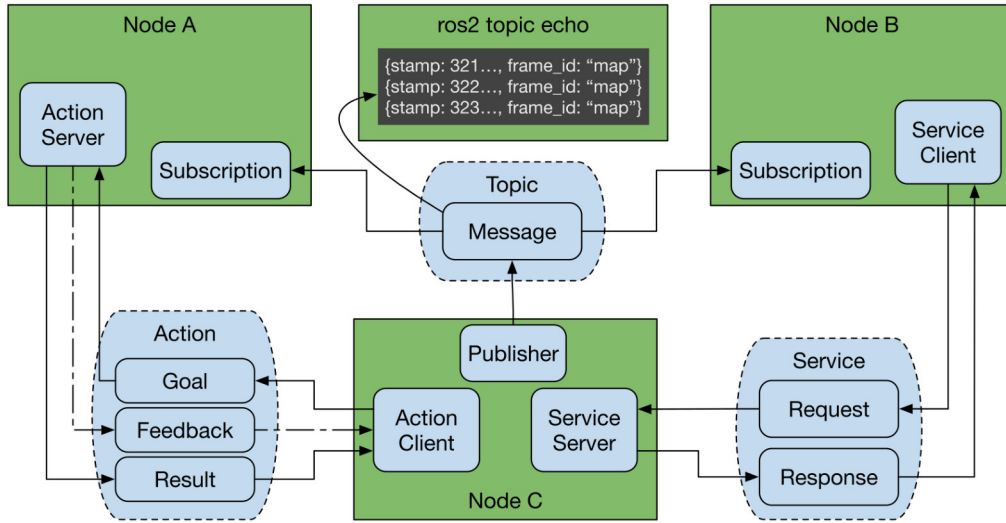 Node A
ros2 topic echo
Node B
{stamp: 321…, frame_id: “map”}
{stamp: 322…, frame_id: “map”}
{stamp: 323…, frame_id: “map”}
Action
Server
Subscription
Subscription
Service
Client
Topic
Message
Action
Goal
Feedback
Result
Publisher
Action
Client
Service
Server
Node C
Service
Request
Response